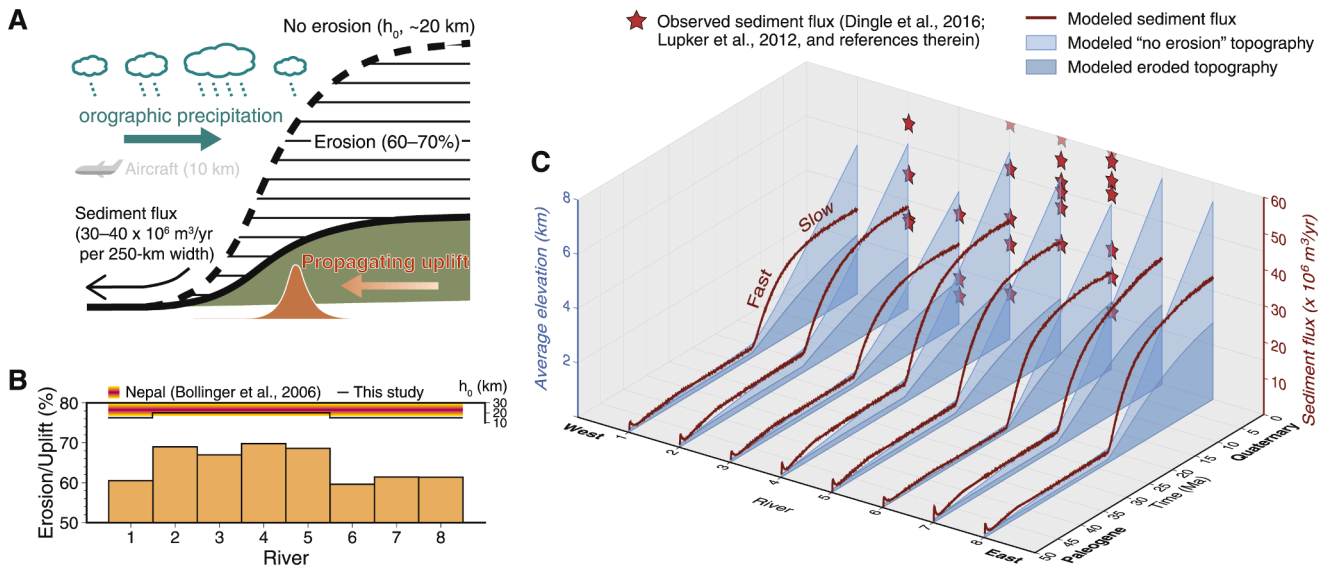 A
No erosion (h0, ~20 km)
orographic precipitation
Erosion (60–70%)
Aircraft (10 km)
Sediment flux
(30–40 x 10⁶ m³/yr
per 250-km width)
Propagating uplift
B
Nepal (Bollinger et al., 2006)
This study
h0 (km)
30
20
10
Erosion/Uplift (%)
80
70
60
50
1 2 3 4 5 6 7 8
River
Observed sediment flux (Dingle et al., 2016;
Lupker et al., 2012, and references therein)
Modeled sediment flux
Modeled “no erosion” topography
Modeled eroded topography
C
Average elevation (km)
8
6
4
2
Slow
Fast
60
50
40
30
20
10
Sediment flux (x 10⁶ m³/yr)
West
1
2
3
4
5
6
7
8
East
River
0
5
10
15
20
25
30
35
40
45
50
Quaternary
Time (Ma)
Paleogene